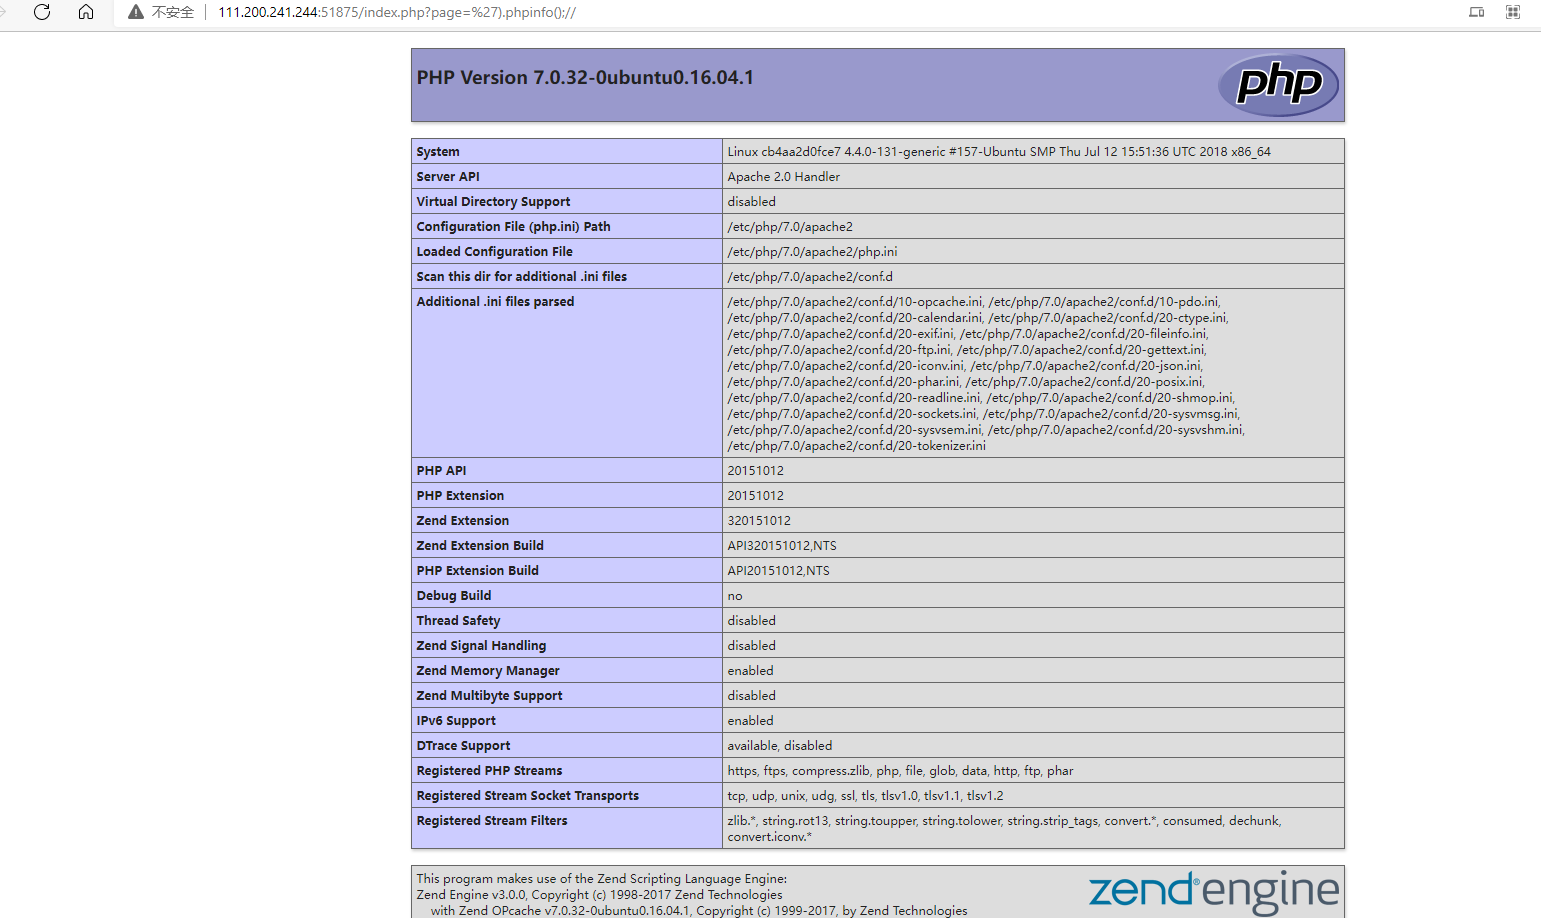 不安全 111.200.241.244:51875/index.php?page=%27).phpinfo();//
PHP Version 7.0.32-0ubuntu0.16.04.1
php
System Linux cb4aa2d0fce7 4.4.0-131-generic #157-Ubuntu SMP Thu Jul 12 15:51:36 UTC 2018 x86_64
Server API Apache 2.0 Handler
Virtual Directory Support disabled
Configuration File (php.ini) Path /etc/php/7.0/apache2
Loaded Configuration File /etc/php/7.0/apache2/php.ini
Scan this dir for additional .ini files /etc/php/7.0/apache2/conf.d
Additional .ini files parsed /etc/php/7.0/apache2/conf.d/10-opcache.ini, /etc/php/7.0/apache2/conf.d/10-pdo.ini,
/etc/php/7.0/apache2/conf.d/20-calendar.ini, /etc/php/7.0/apache2/conf.d/20-ctype.ini,
/etc/php/7.0/apache2/conf.d/20-exif.ini, /etc/php/7.0/apache2/conf.d/20-fileinfo.ini,
/etc/php/7.0/apache2/conf.d/20-ftp.ini, /etc/php/7.0/apache2/conf.d/20-gettext.ini,
/etc/php/7.0/apache2/conf.d/20-iconv.ini, /etc/php/7.0/apache2/conf.d/20-json.ini,
/etc/php/7.0/apache2/conf.d/20-phar.ini, /etc/php/7.0/apache2/conf.d/20-posix.ini,
/etc/php/7.0/apache2/conf.d/20-readline.ini, /etc/php/7.0/apache2/conf.d/20-shmop.ini,
/etc/php/7.0/apache2/conf.d/20-sockets.ini, /etc/php/7.0/apache2/conf.d/20-sysvmsg.ini,
/etc/php/7.0/apache2/conf.d/20-sysvsem.ini, /etc/php/7.0/apache2/conf.d/20-sysvshm.ini,
/etc/php/7.0/apache2/conf.d/20-tokenizer.ini
PHP API 20151012
PHP Extension 20151012
Zend Extension 320151012
Zend Extension Build API320151012,NTS
PHP Extension Build API20151012,NTS
Debug Build no
Thread Safety disabled
Zend Signal Handling disabled
Zend Memory Manager enabled
Zend Multibyte Support disabled
IPv6 Support enabled
DTrace Support available, disabled
Registered PHP Streams https, ftps, compress.zlib, php, file, glob, data, http, ftp, phar
Registered Stream Socket Transports tcp, udp, unix, udg, ssl, tls, tlsv1.0, tlsv1.1, tlsv1.2
Registered Stream Filters zlib.*, string.rot13, string.toupper, string.tolower, string.strip_tags, convert.*, consumed, dechunk,
convert.iconv.*
This program makes use of the Zend Scripting Language Engine:
Zend Engine v3.0.0, Copyright (c) 1998-2017 Zend Technologies
with Zend OPcache v7.0.32-0ubuntu0.16.04.1, Copyright (c) 1999-2017, by Zend Technologies
zend® engine